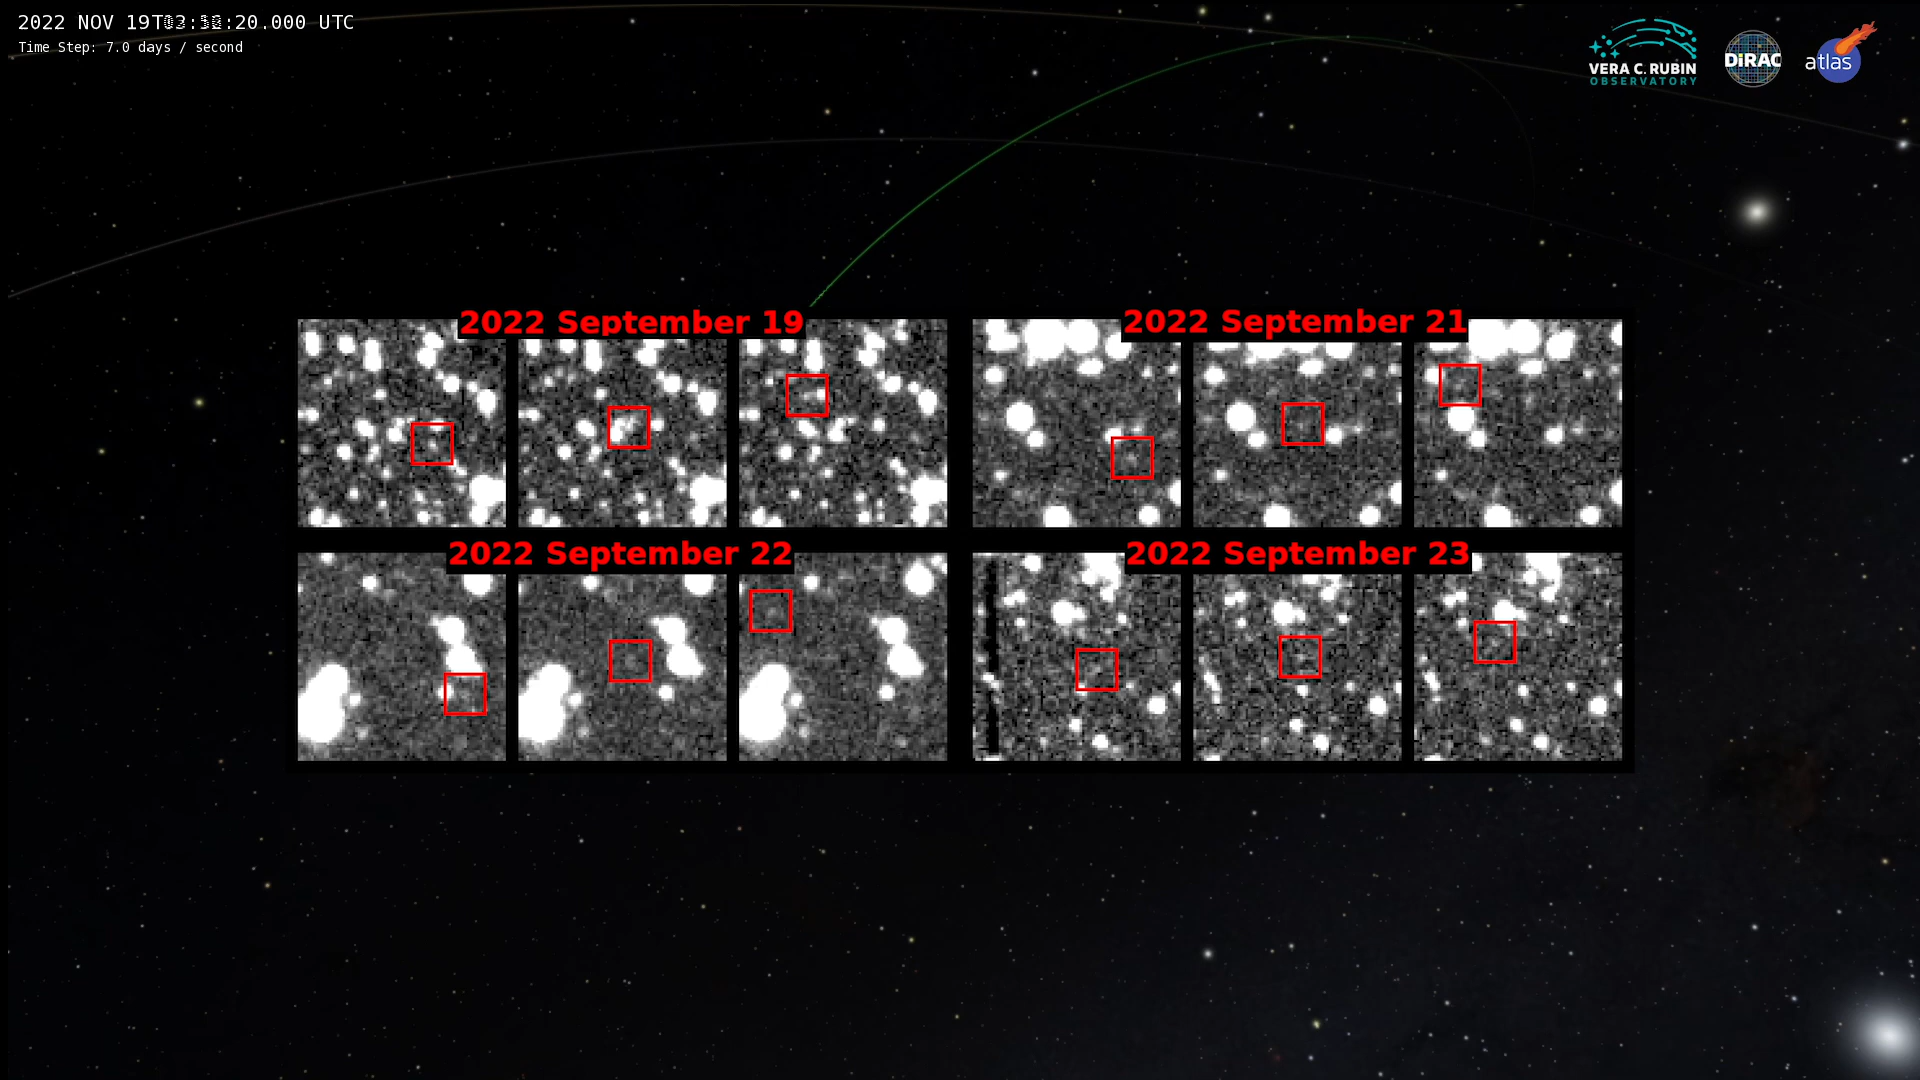 2022 NOV 19T :20.000 UTC
Time Step: 7.0 days / second
VERA C. RUBIN
OBSERVATORY
DiRAC
atlas
2022 September 19
2022 September 21
2022 September 22
2022 September 23